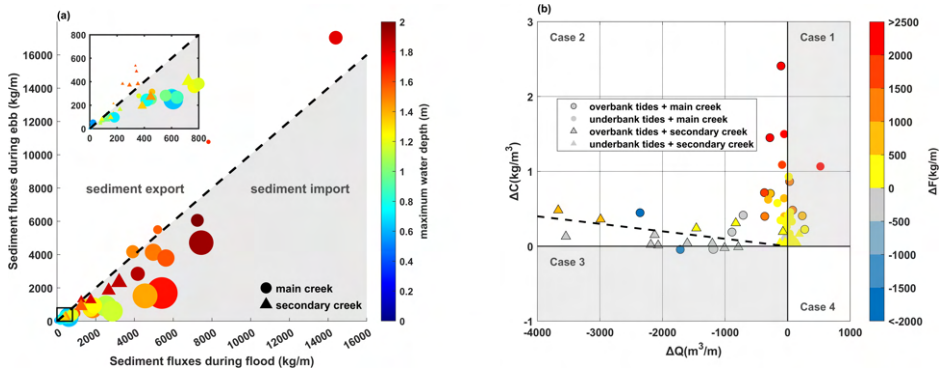 (a)
Sediment fluxes during ebb (kg/m)
16000
14000
12000
10000
8000
6000
4000
2000
0
800
600
400
200
0
0 200 400 600 800
sediment export
sediment import
main creek
secondary creek
0 2000 4000 6000 8000 10000 12000 14000 16000
Sediment fluxes during flood (kg/m)
2
1.8
1.6
1.4
1.2
1
0.8
0.6
0.4
0.2
0
maximum water depth (m)
(b)
Case 2
Case 1
overbank tides + main creek
underbank tides + main creek
overbank tides + secondary creek
underbank tides + secondary creek
Case 3
Case 4
3
2
1
0
-1
ΔC(kg/m³)
-4000 -3000 -2000 -1000 0 1000
ΔQ(m³/m)
>2500
2000
1500
1000
500
-500
-1000
-1500
<-2000
ΔF(kg/m)